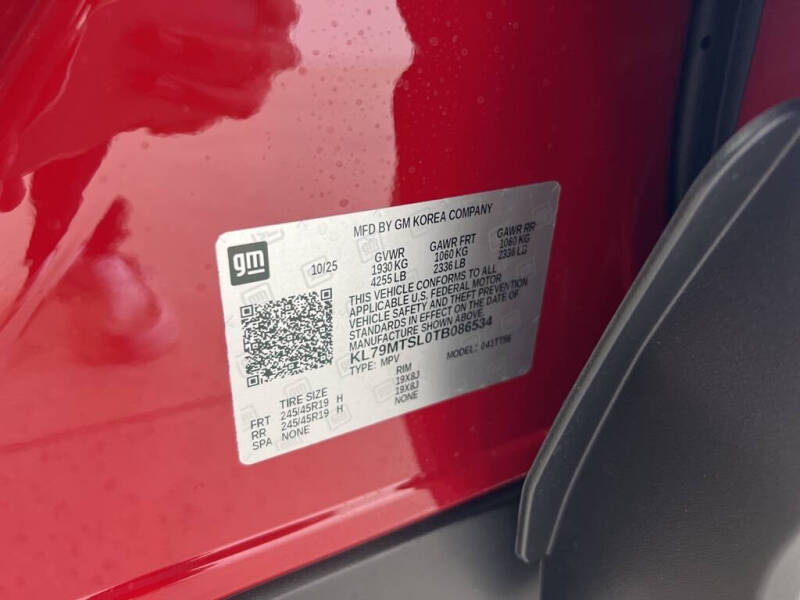 MFD BY GM KOREA COMPANY
gm
10/25
GVWR GAWR FRT GAWR RR
1930 KG 1060 KG 1060 KG
4255 LB 2336 LB 2336 LB
THIS VEHICLE CONFORMS TO ALL
APPLICABLE U.S. FEDERAL MOTOR
VEHICLE SAFETY AND THEFT PREVENTION
STANDARDS IN EFFECT ON THE DATE OF
MANUFACTURE SHOWN ABOVE.
KL79MTSL0TB086534
TYPE: MPV MODEL:
TIRE SIZE RIM
FRT 245/45R19 H 19X8J
RR 245/45R19 H 19X8J
SPA NONE NONE